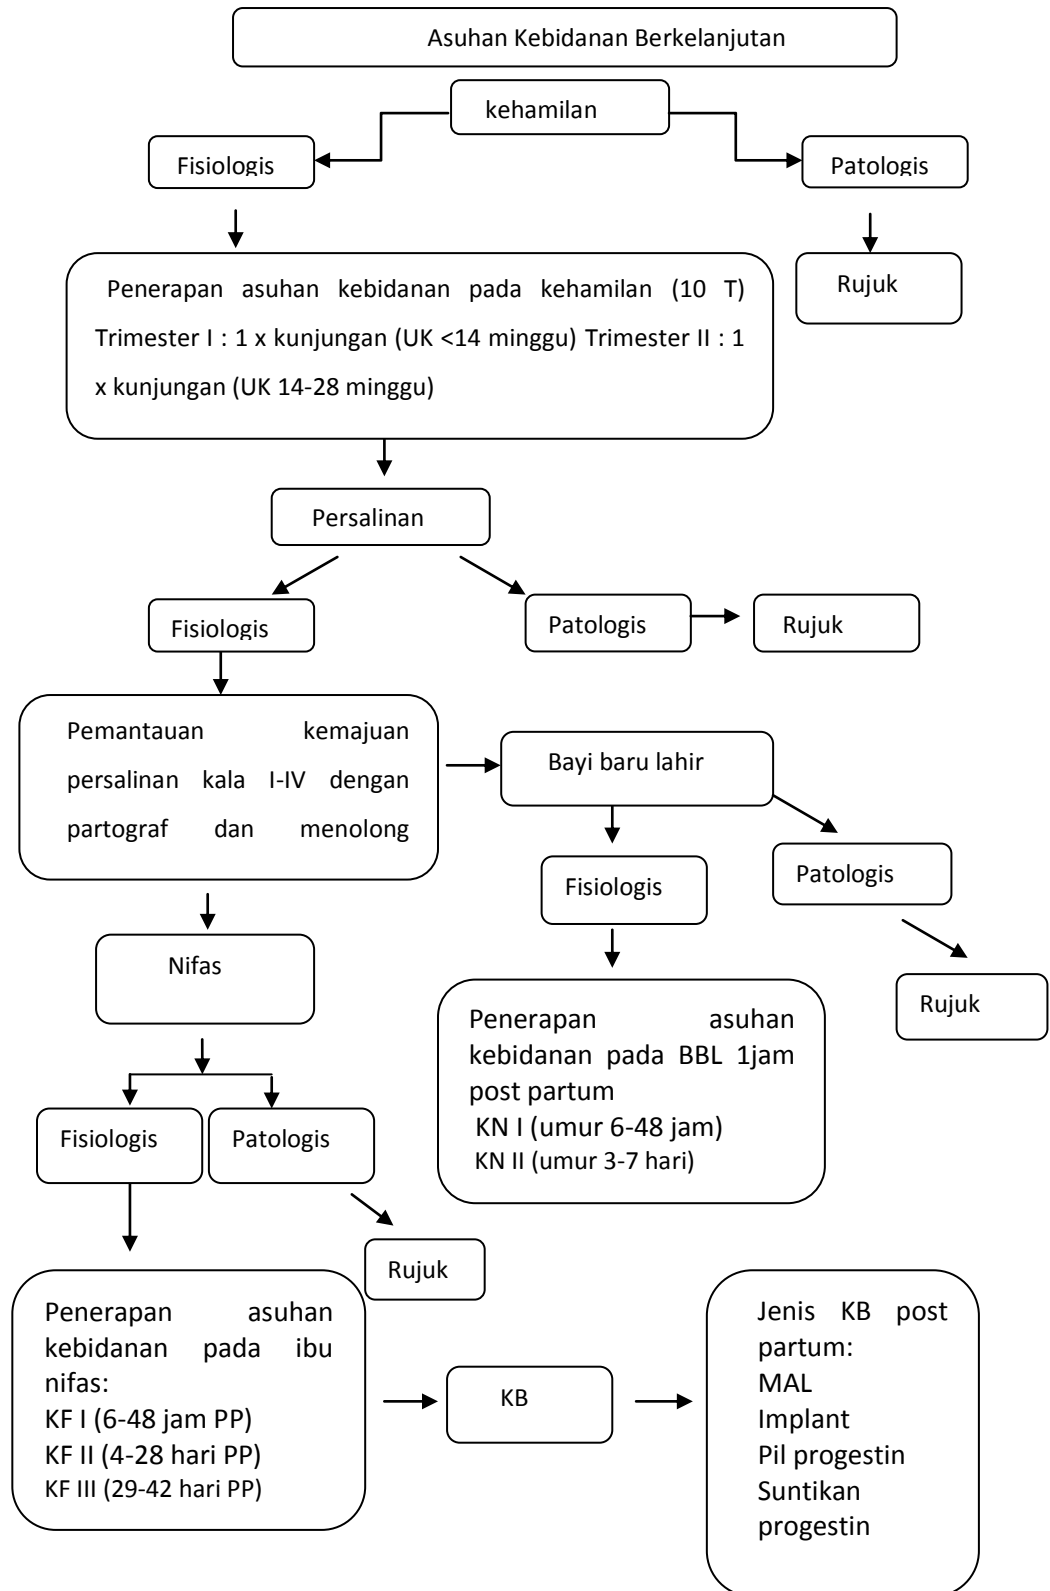 Asuhan Kebidanan Berkelanjutan
kehamilan
Fisiologis
Patologis
Rujuk
Penerapan asuhan kebidanan pada kehamilan (10 T)
Trimester I : 1 x kunjungan (UK <14 minggu) Trimester II : 1
x kunjungan (UK 14-28 minggu)
Persalinan
Fisiologis
Patologis
Rujuk
Pemantauan kemajuan
persalinan kala I-IV dengan
partograf dan menolong
Bayi baru lahir
Fisiologis
Patologis
Rujuk
Penerapan asuhan
kebidanan pada BBL 1jam
post partum
KN I (umur 6-48 jam)
KN II (umur 3-7 hari)
Nifas
Fisiologis
Patologis
Rujuk
Penerapan asuhan
kebidanan pada ibu
nifas:
KF I (6-48 jam PP)
KF II (4-28 hari PP)
KF III (29-42 hari PP)
KB
Jenis KB post
partum:
MAL
Implant
Pil progestin
Suntikan
progestin